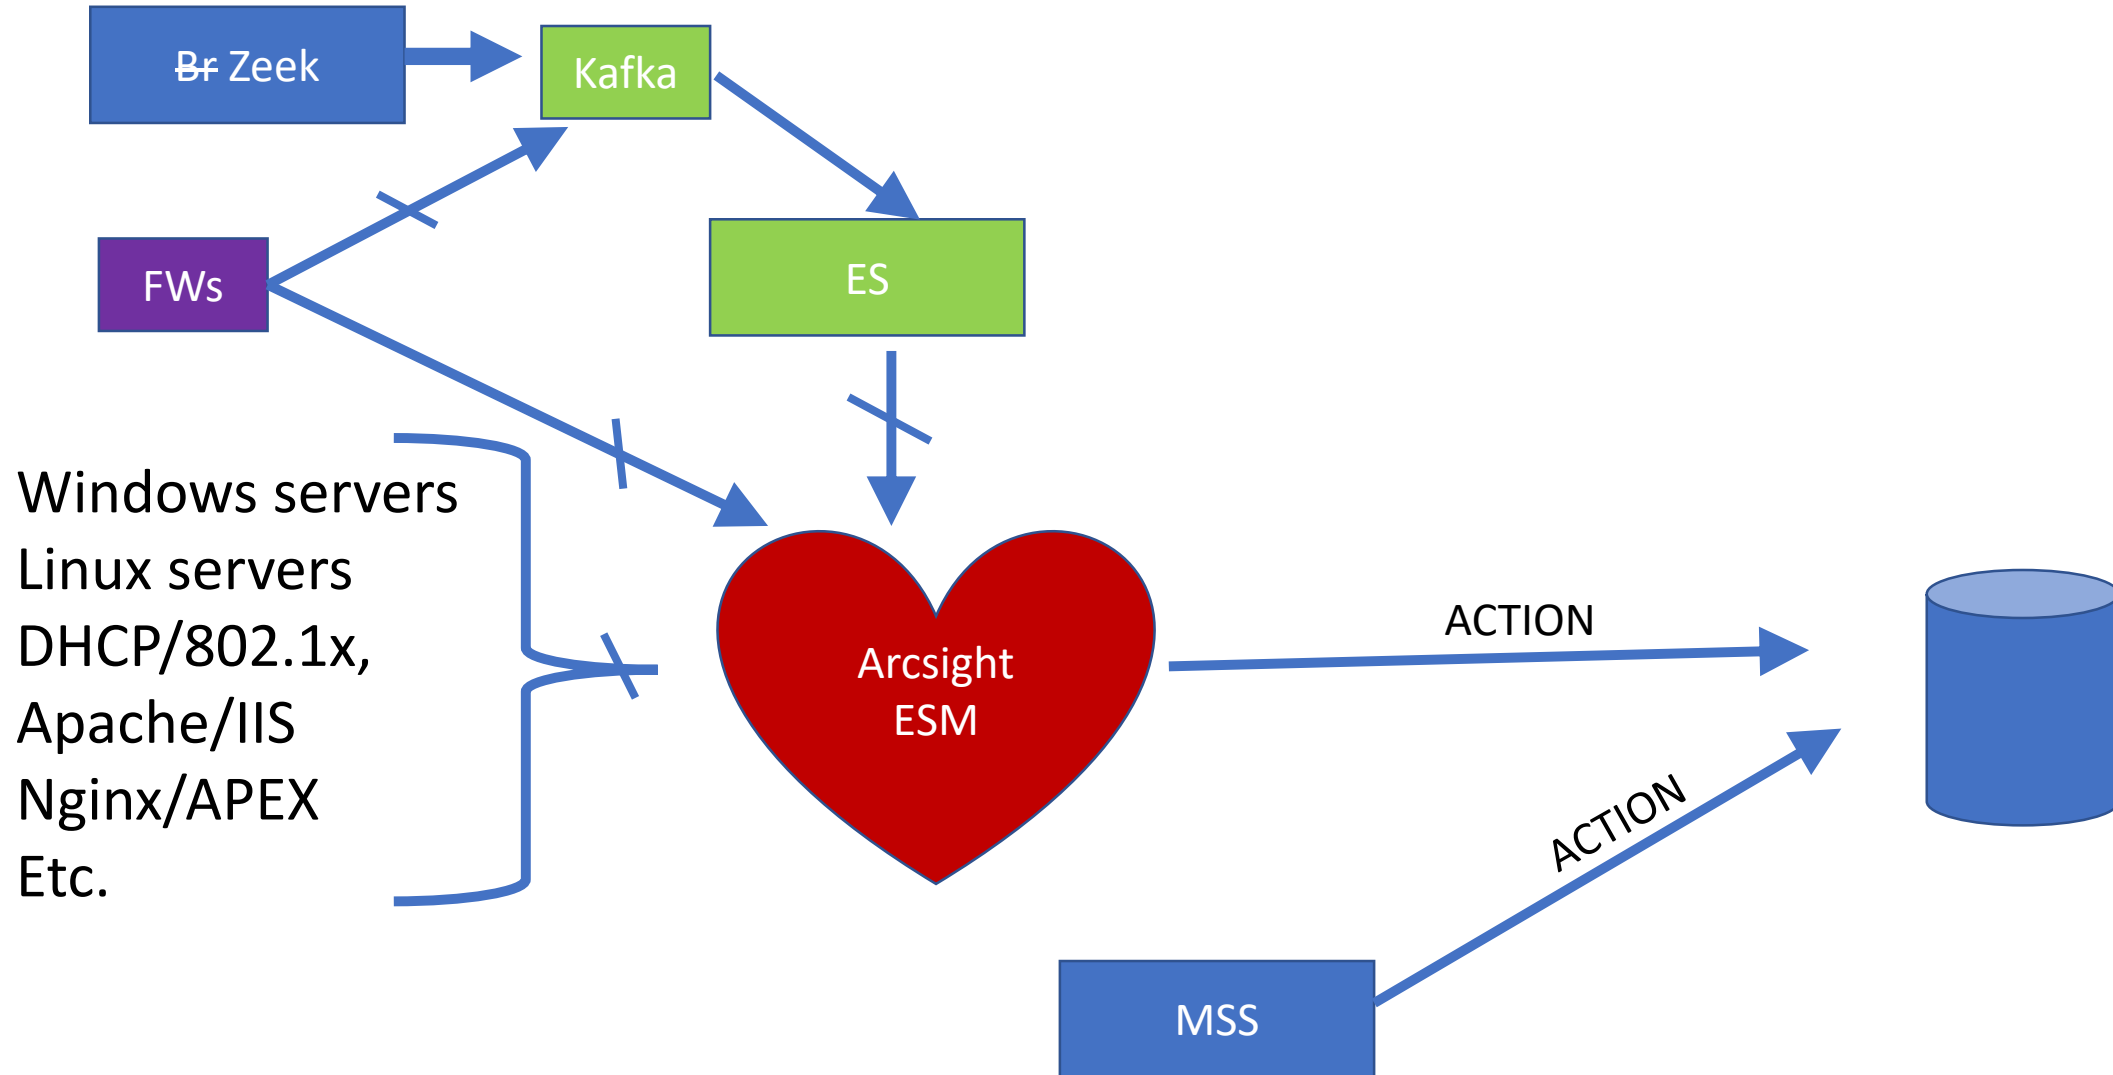 Br Zeek
Kafka
FWs
ES
Windows servers
Linux servers
DHCP/802.1x,
Apache/IIS
Nginx/APEX
Etc.
Arcsight
ESM
ACTION
ACTION
MSS